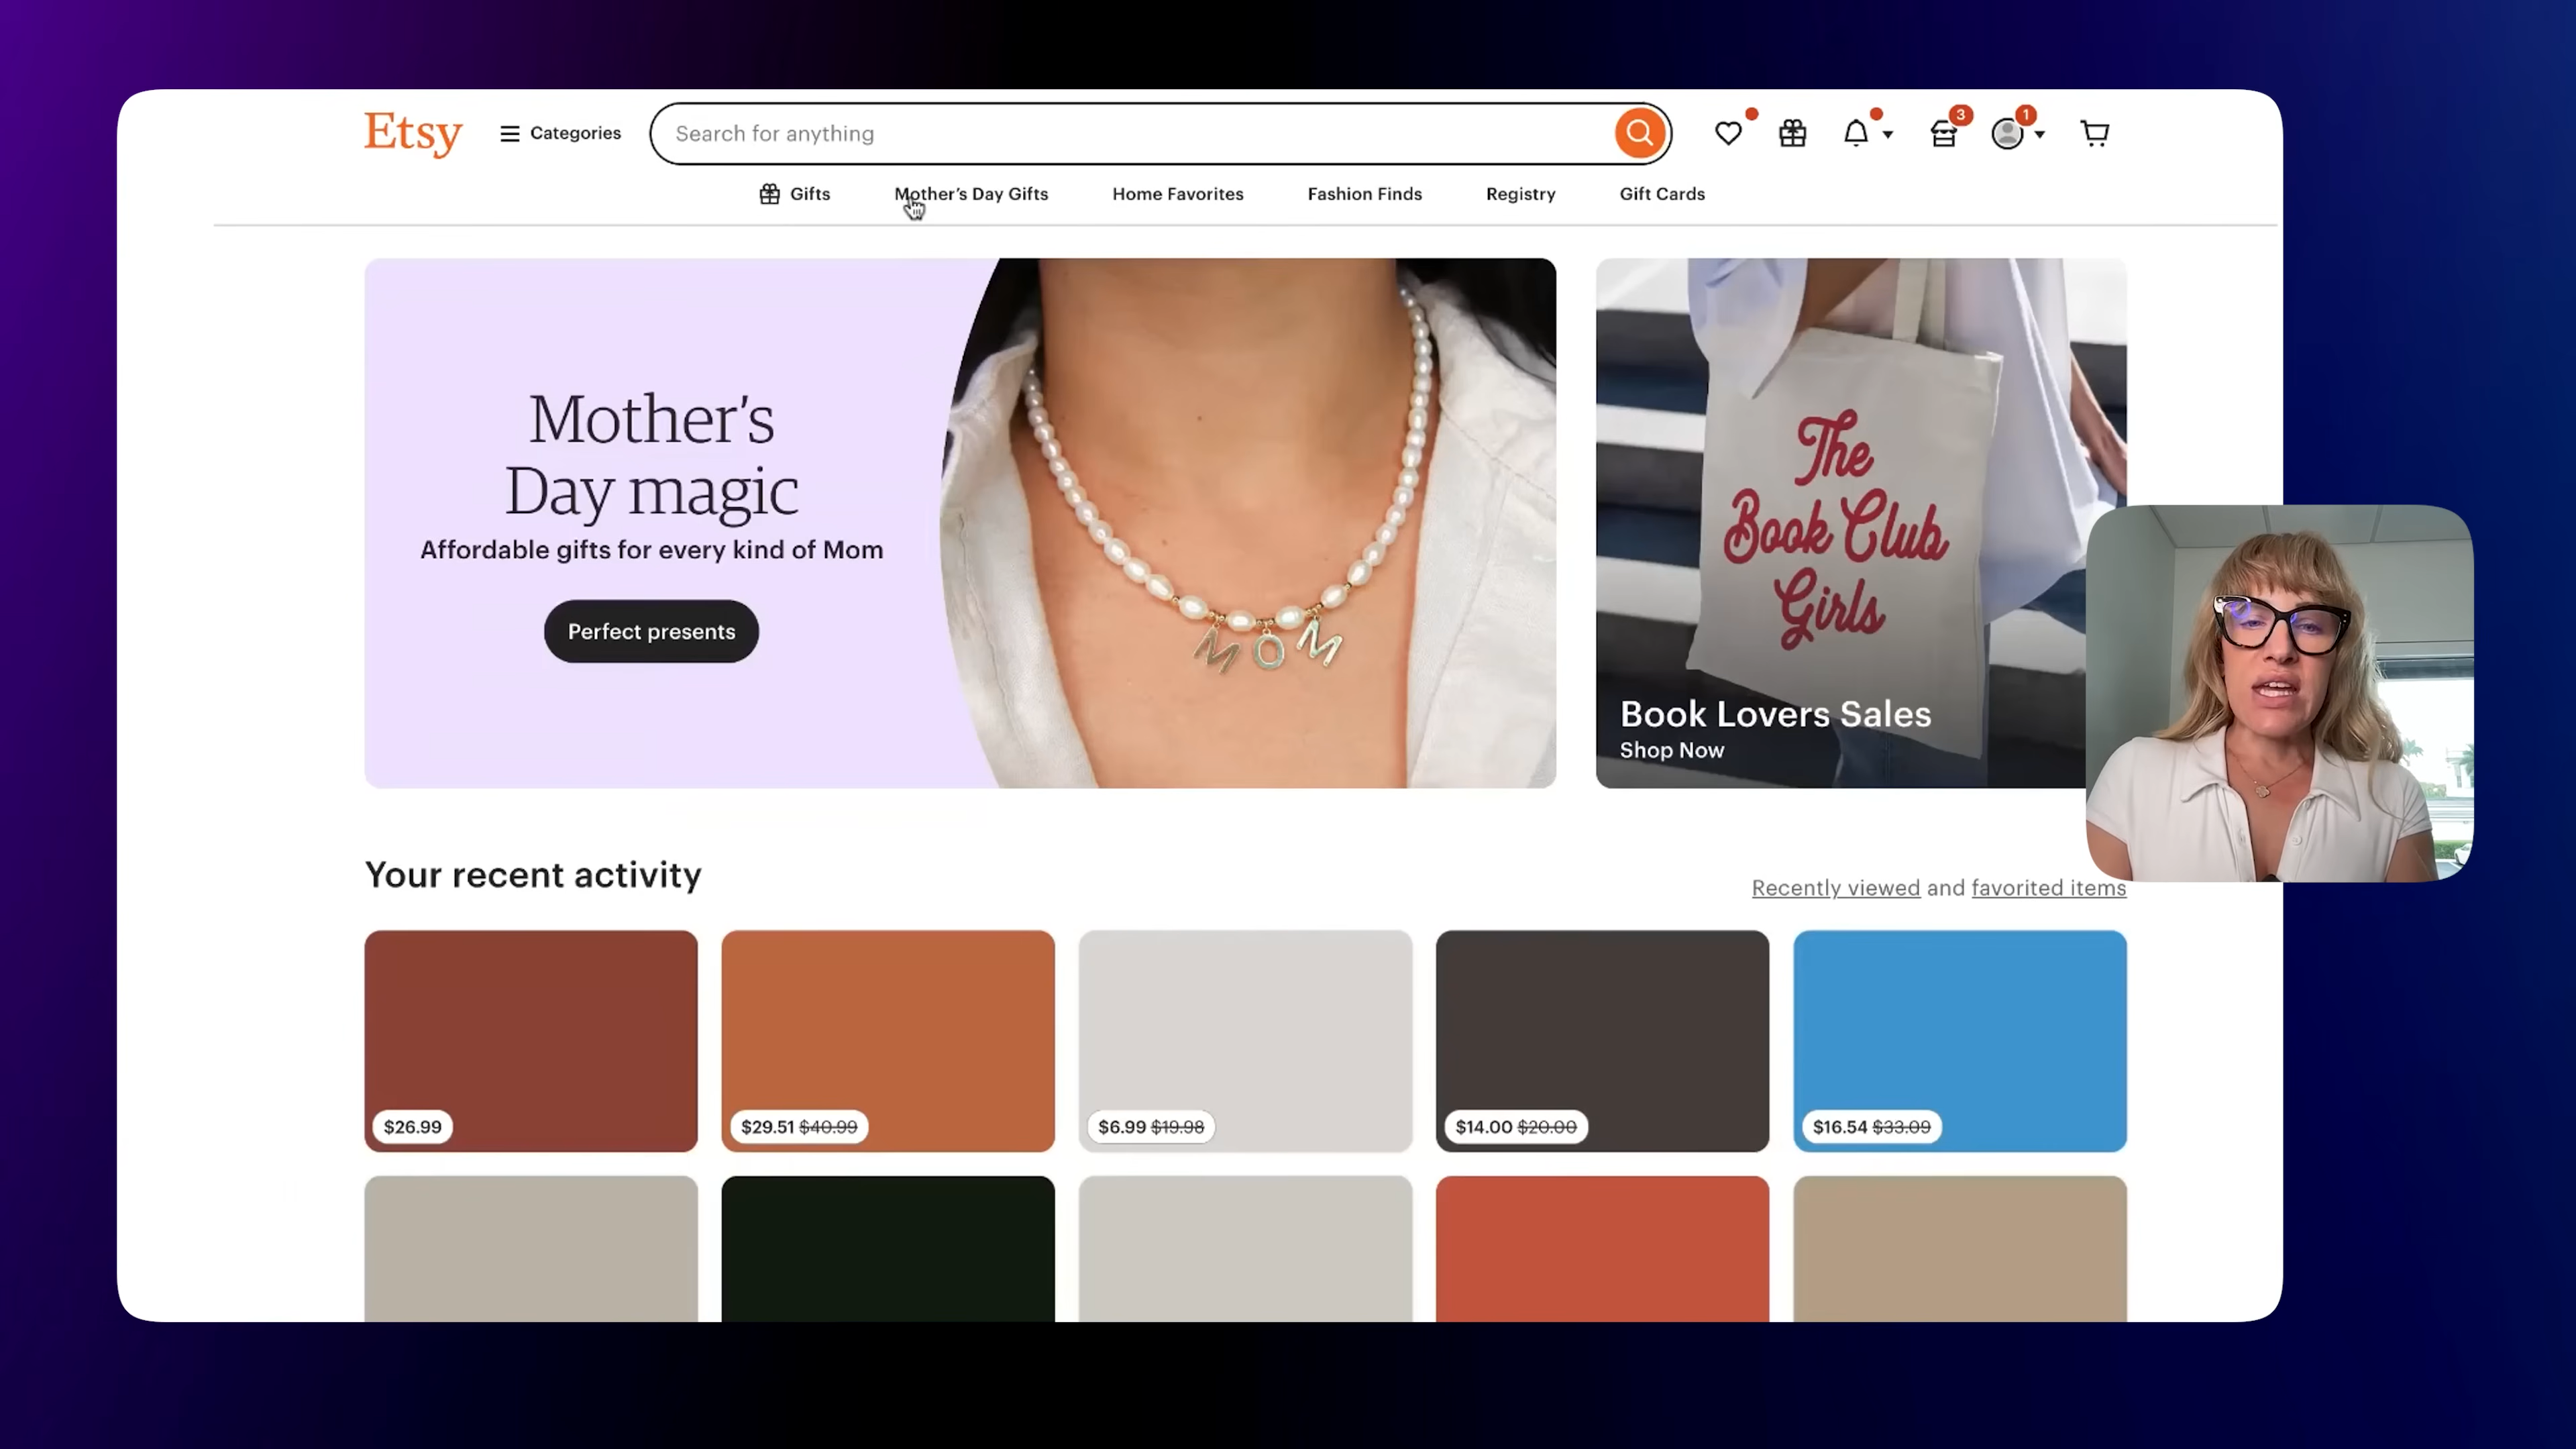 Etsy
Categories
Search for anything
3
1
Gifts
Mother's Day Gifts
Home Favorites
Fashion Finds
Registry
Gift Cards
Mother's
Day magic
Affordable gifts for every kind of Mom
Perfect presents
MOM
The
Book Club
Girls
Book Lovers Sales
Shop Now
Your recent activity
Recently viewed and favorited items
$26.99
$29.51 $40.99
$6.99 $19.98
$14.00 $20.00
$16.54 $33.09